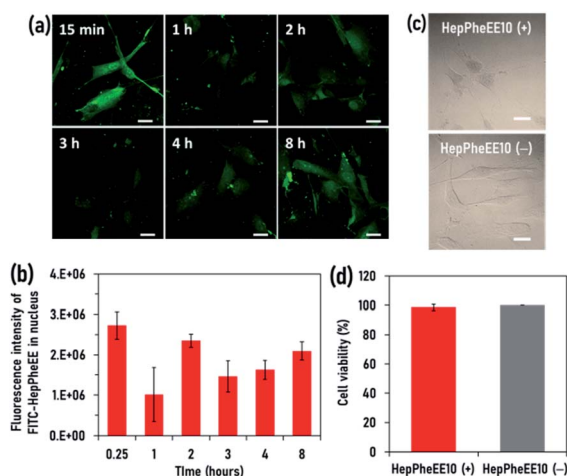 (a)
15 min
1 h
2 h
3 h
4 h
8 h
(c)
HepPheEE10 (+)
HepPheEE10 (−)
(b)
Fluorescence intensity of
FITC-HepPheEE in nucleus
4.E+06
3.E+06
2.E+06
1.E+06
0.E+00
0.25
1
2
3
4
8
TIme (hours)
(d)
Cell viability (%)
120
100
80
60
40
20
0
HepPheEE10 (+)
HepPheEE10 (−)